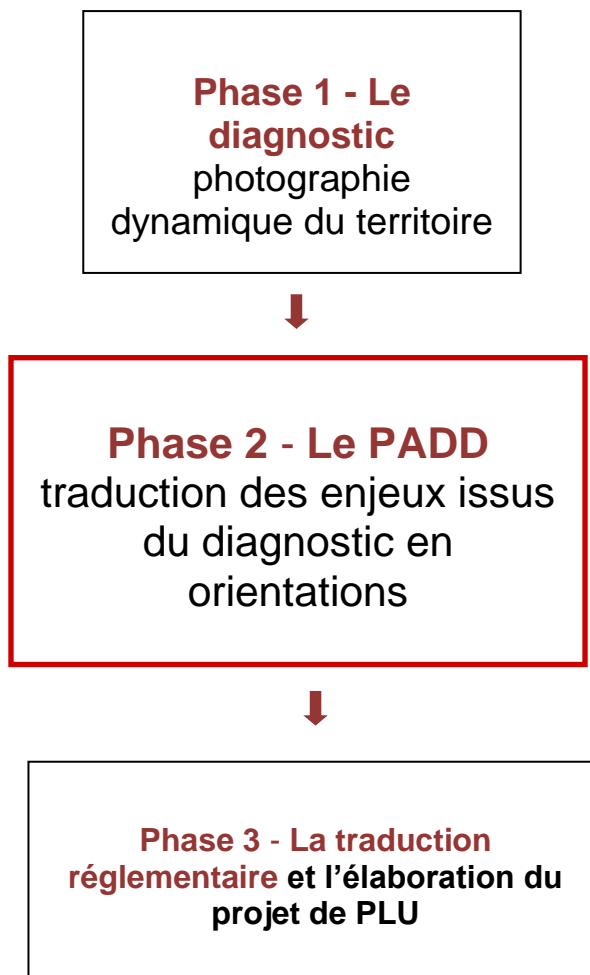 Phase 1 - Le
diagnostic
photographie
dynamique du territoire
Phase 2 - Le PADD
traduction des enjeux issus
du diagnostic en
orientations
Phase 3 - La traduction
réglementaire et l’élaboration du
projet de PLU